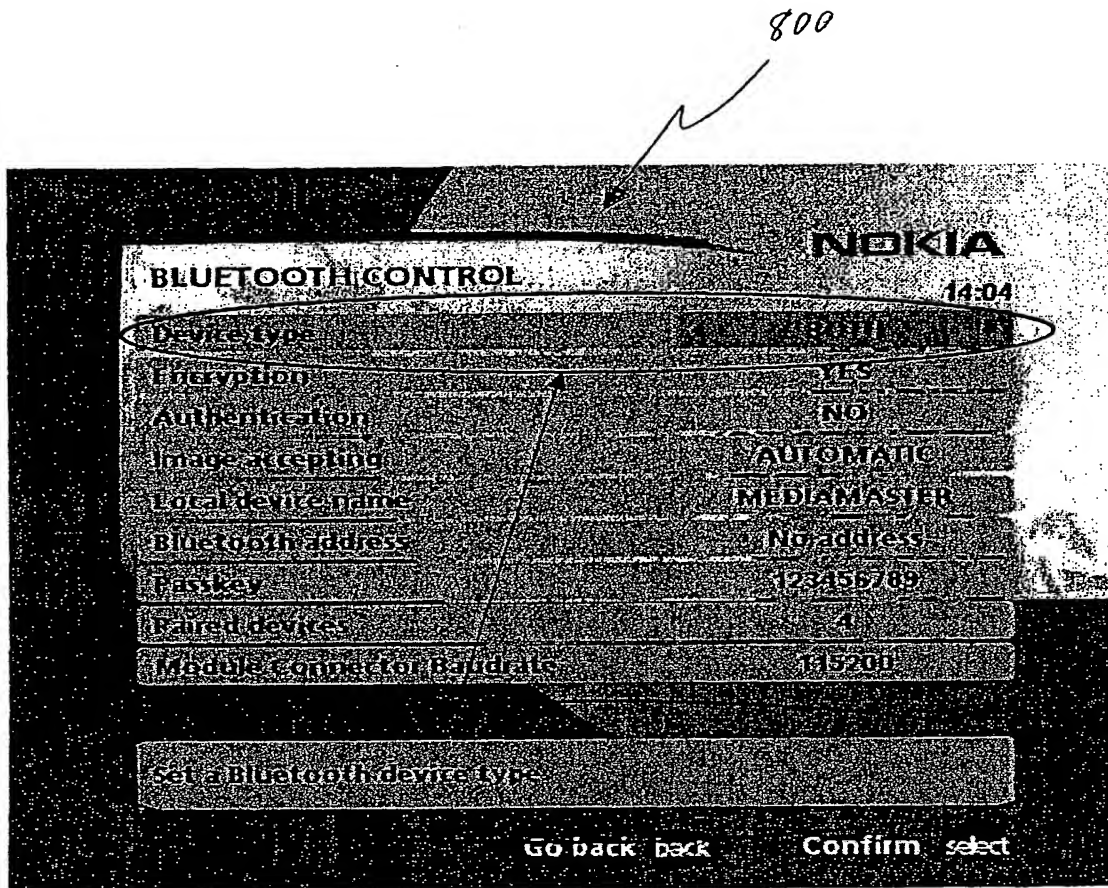 800
NOKIA
BLUETOOTH CONTROL
14:04
Device type BOTH
Encryption YES
Authentication NO
Image accepting AUTOMATIC
Local device name MEDIAMASTER
Bluetooth address No address
Passkey 123456789
Paired devices 4
Module Connector Baudrate 115200
Set a Bluetooth device type
Go back back Confirm select